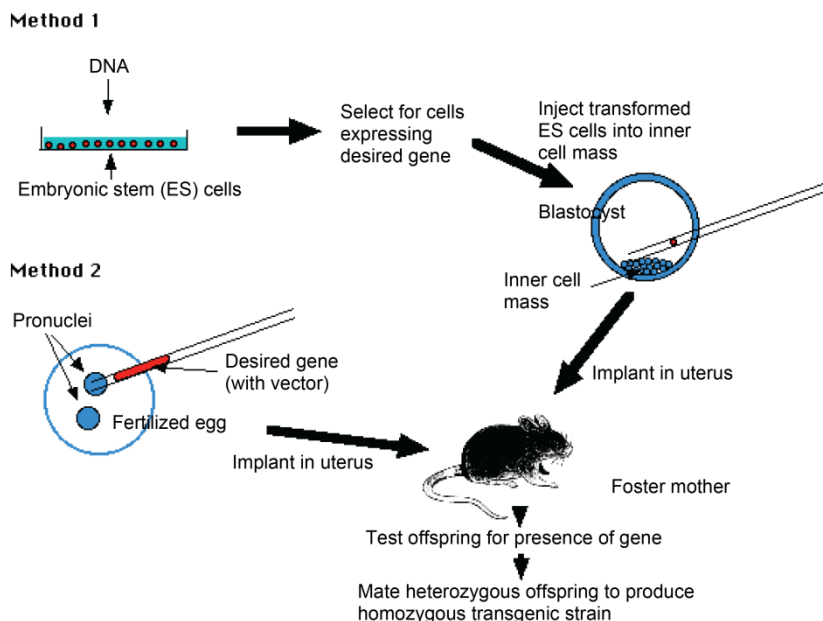 Method 1
DNA
Embryonic stem (ES) cells
Select for cells
expressing
desired gene
Inject transformed
ES cells into inner
cell mass
Blastocyst
Inner cell
mass
Implant in uterus
Method 2
Pronuclei
Desired gene
(with vector)
Fertilized egg
Implant in uterus
Foster mother
Test offspring for presence of gene
Mate heterozygous offspring to produce
homozygous transgenic strain